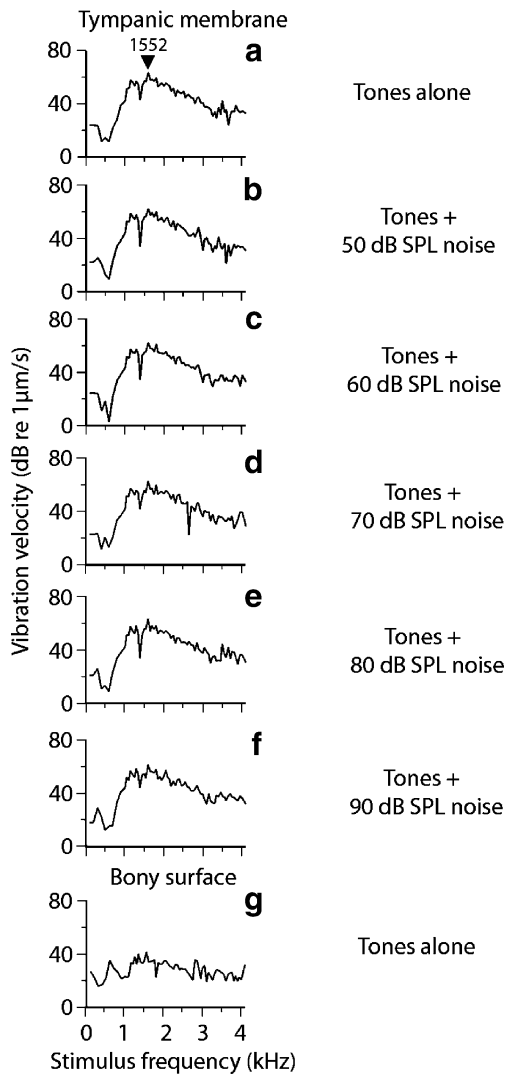 Tympanic membrane
1552
a
80
40
0
Tones alone
b
80
40
0
Tones +
50 dB SPL noise
c
80
40
0
Tones +
60 dB SPL noise
d
80
40
0
Tones +
70 dB SPL noise
e
80
40
0
Tones +
80 dB SPL noise
f
80
40
0
Tones +
90 dB SPL noise
Vibration velocity (dB re 1µm/s)
Bony surface
g
80
40
0
Tones alone
0 1 2 3 4
Stimulus frequency (kHz)